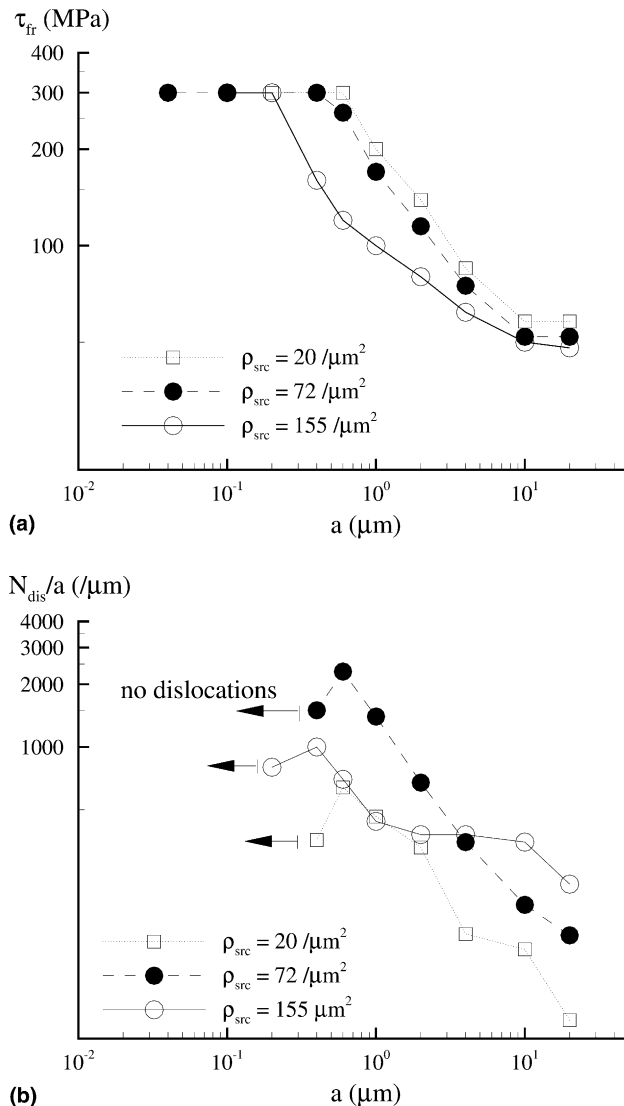 τfr (MPa)
400
300
200
100
ρsrc = 20 /μm²
ρsrc = 72 /μm²
ρsrc = 155 /μm²
10⁻² 10⁻¹ 10⁰ 10¹
(a)
a (μm)
Ndis/a (/μm)
4000
3000
2000
no dislocations
1000
ρsrc = 20 /μm²
ρsrc = 72 /μm²
ρsrc = 155 μm²
10⁻² 10⁻¹ 10⁰ 10¹
(b)
a (μm)